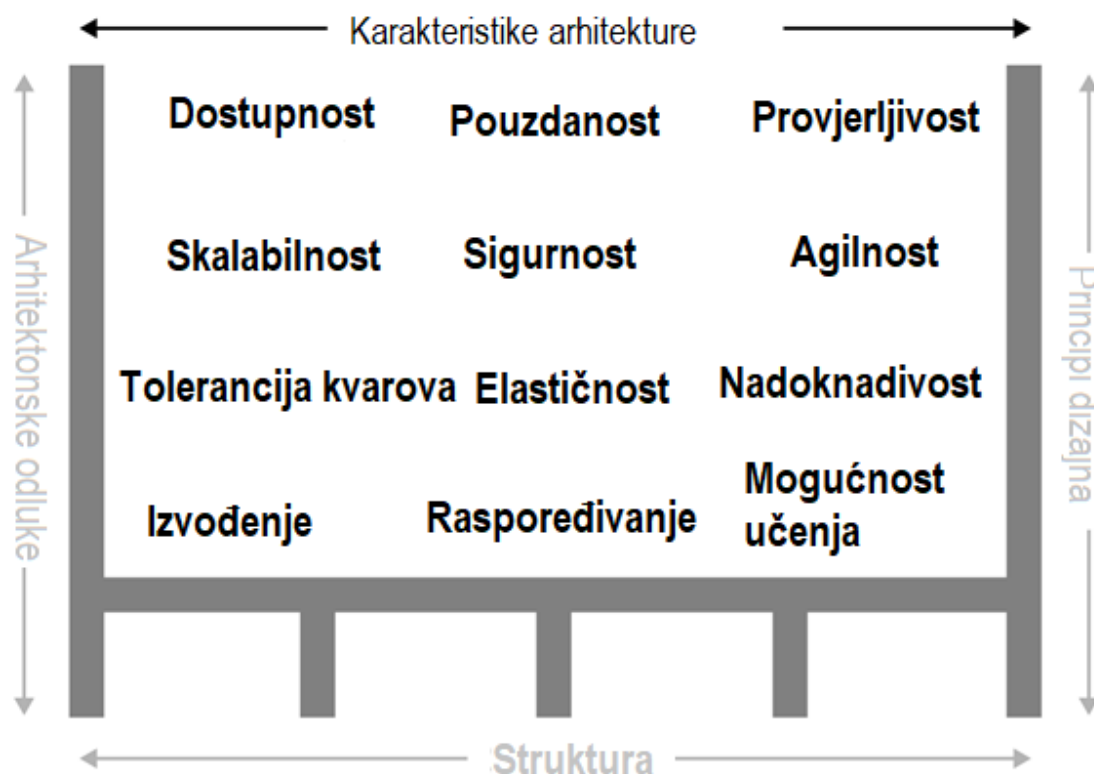 Karakteristike arhitekture
Dostupnost
Pouzdanost
Provjerljivost
Skalabilnost
Sigurnost
Agilnost
Tolerancija kvarova
Elastičnost
Nadoknadivost
Izvođenje
Raspoređivanje
Mogućnost
učenja
Arhitektonske odluke
Principi dizajna
Struktura